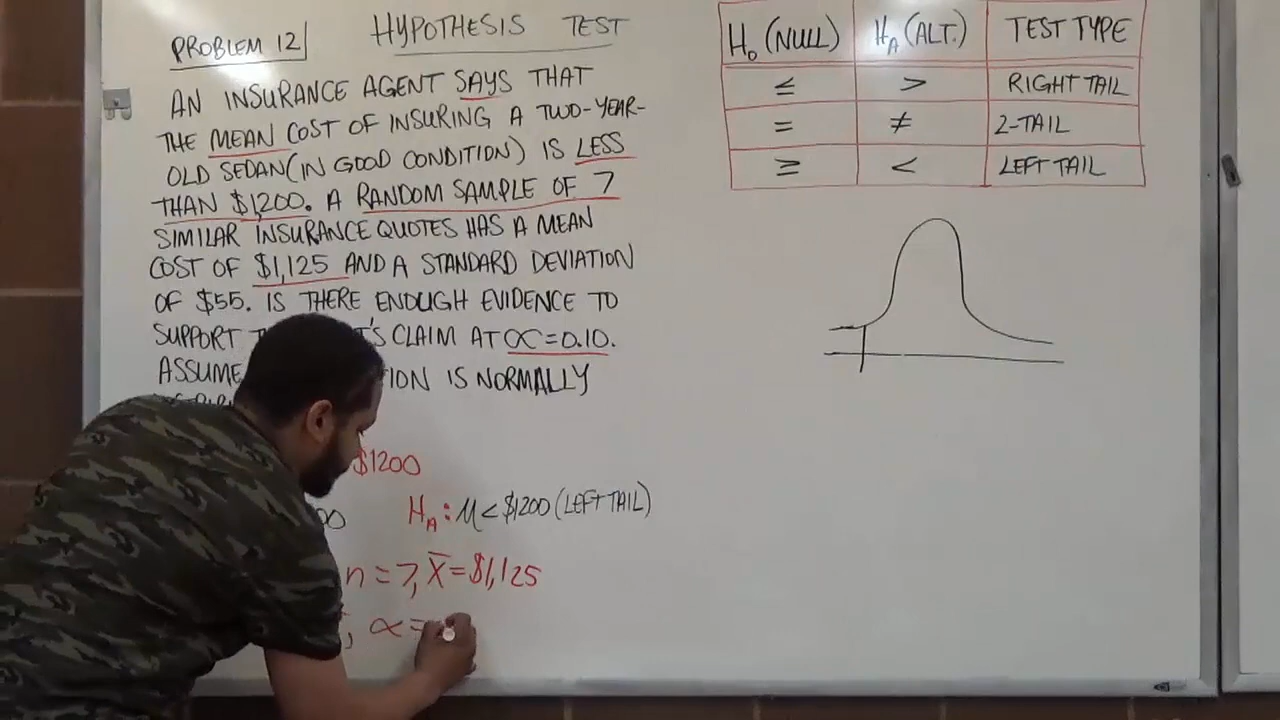 PROBLEM 12
HYPOTHESIS TEST
AN INSURANCE AGENT SAYS THAT
THE MEAN COST OF INSURING A TWO-YEAR-
OLD SEDAN (IN GOOD CONDITION) IS LESS
THAN $1200. A RANDOM SAMPLE OF 7
SIMILAR INSURANCE QUOTES HAS A MEAN
COST OF $1,125 AND A STANDARD DEVIATION
OF $55. IS THERE ENOUGH EVIDENCE TO
SUPPORT CLAIM AT α=0.10.
ASSUME IS NORMALLY
$1200
H_A: μ < $1200 (LEFT TAIL)
n=7, x̄=$1,125
, α=
H₀ (NULL) H_A (ALT.) TEST TYPE
≤ > RIGHT TAIL
= ≠ 2-TAIL
≥ < LEFT TAIL